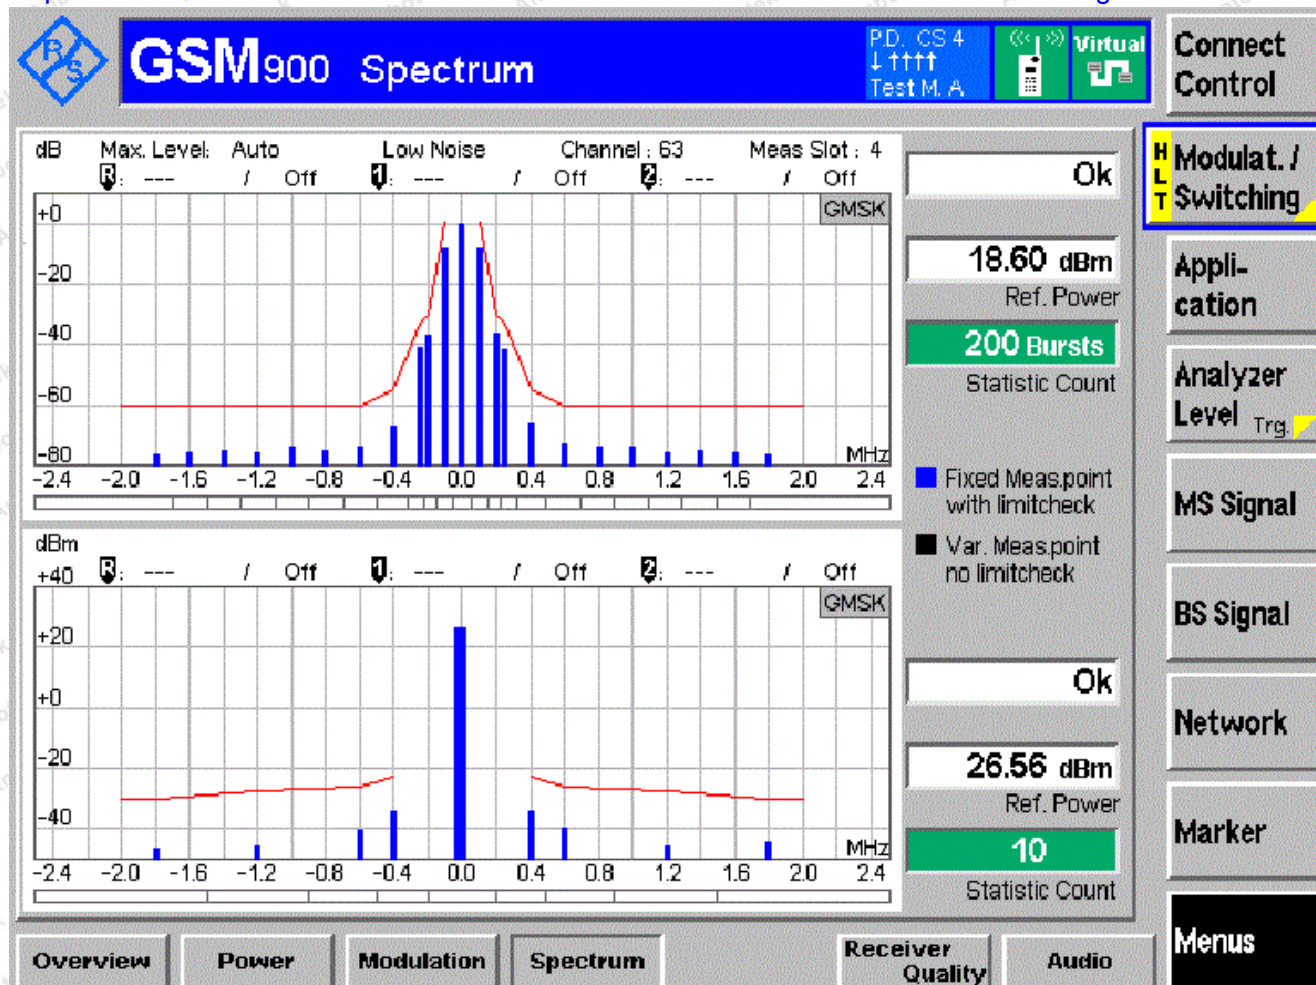 R S
GSM900 Spectrum
P.D. CS 4
↓ ↑↑↑↑
Test M. A
Virtual
Connect
Control
dB Max. Level: Auto Low Noise Channel : 63 Meas Slot : 4
R: --- / Off 1: --- / Off 2: --- / Off
GMSK
+0
-20
-40
-60
-80
MHz
-2.4 -2.0 -1.6 -1.2 -0.8 -0.4 0.0 0.4 0.8 1.2 1.6 2.0 2.4
Ok
18.60 dBm
Ref. Power
200 Bursts
Statistic Count
Fixed Meas.point
with limitcheck
Var. Meas.point
no limitcheck
dBm
+40 R: --- / Off 1: --- / Off 2: --- / Off
GMSK
+20
+0
-20
-40
MHz
-2.4 -2.0 -1.6 -1.2 -0.8 -0.4 0.0 0.4 0.8 1.2 1.6 2.0 2.4
Ok
26.56 dBm
Ref. Power
10
Statistic Count
HLT
Modulat. /
Switching
Appli-
cation
Analyzer
Level Trg.
MS Signal
BS Signal
Network
Marker
Menus
Overview Power Modulation Spectrum Receiver Quality Audio